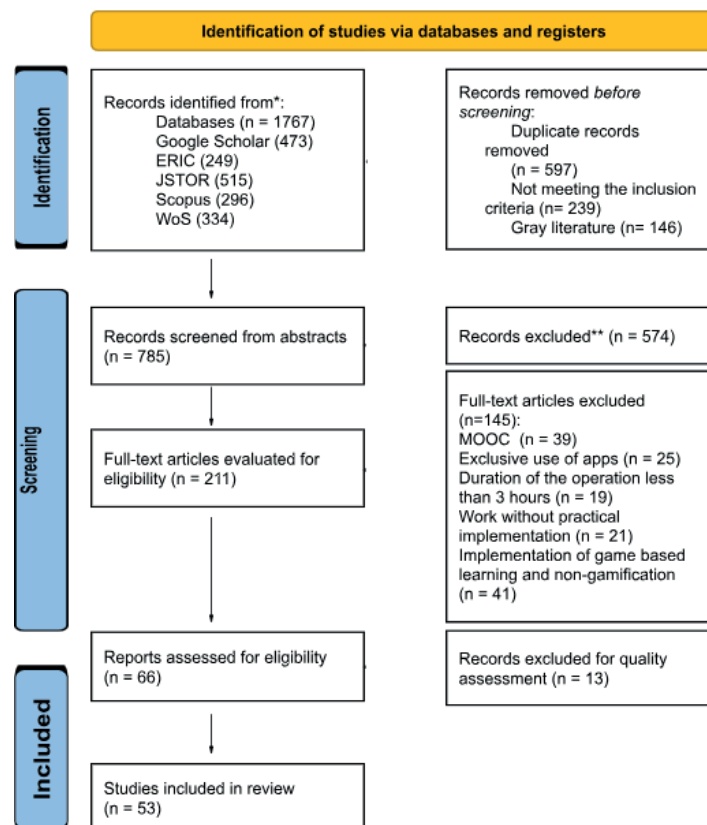 Identification of studies via databases and registers
Identification
Records identified from*:
Databases (n = 1767)
Google Scholar (473)
ERIC (249)
JSTOR (515)
Scopus (296)
WoS (334)
Records removed before
screening:
Duplicate records
removed
(n = 597)
Not meeting the inclusion
criteria (n= 239)
Gray literature (n= 146)
Screening
Records screened from abstracts
(n = 785)
Records excluded** (n = 574)
Full-text articles evaluated for
eligibility (n = 211)
Full-text articles excluded
(n=145):
MOOC (n = 39)
Exclusive use of apps (n = 25)
Duration of the operation less
than 3 hours (n = 19)
Work without practical
implementation (n = 21)
Implementation of game based
learning and non-gamification
(n = 41)
Reports assessed for eligibility
(n = 66)
Records excluded for quality
assessment (n = 13)
Included
Studies included in review
(n = 53)